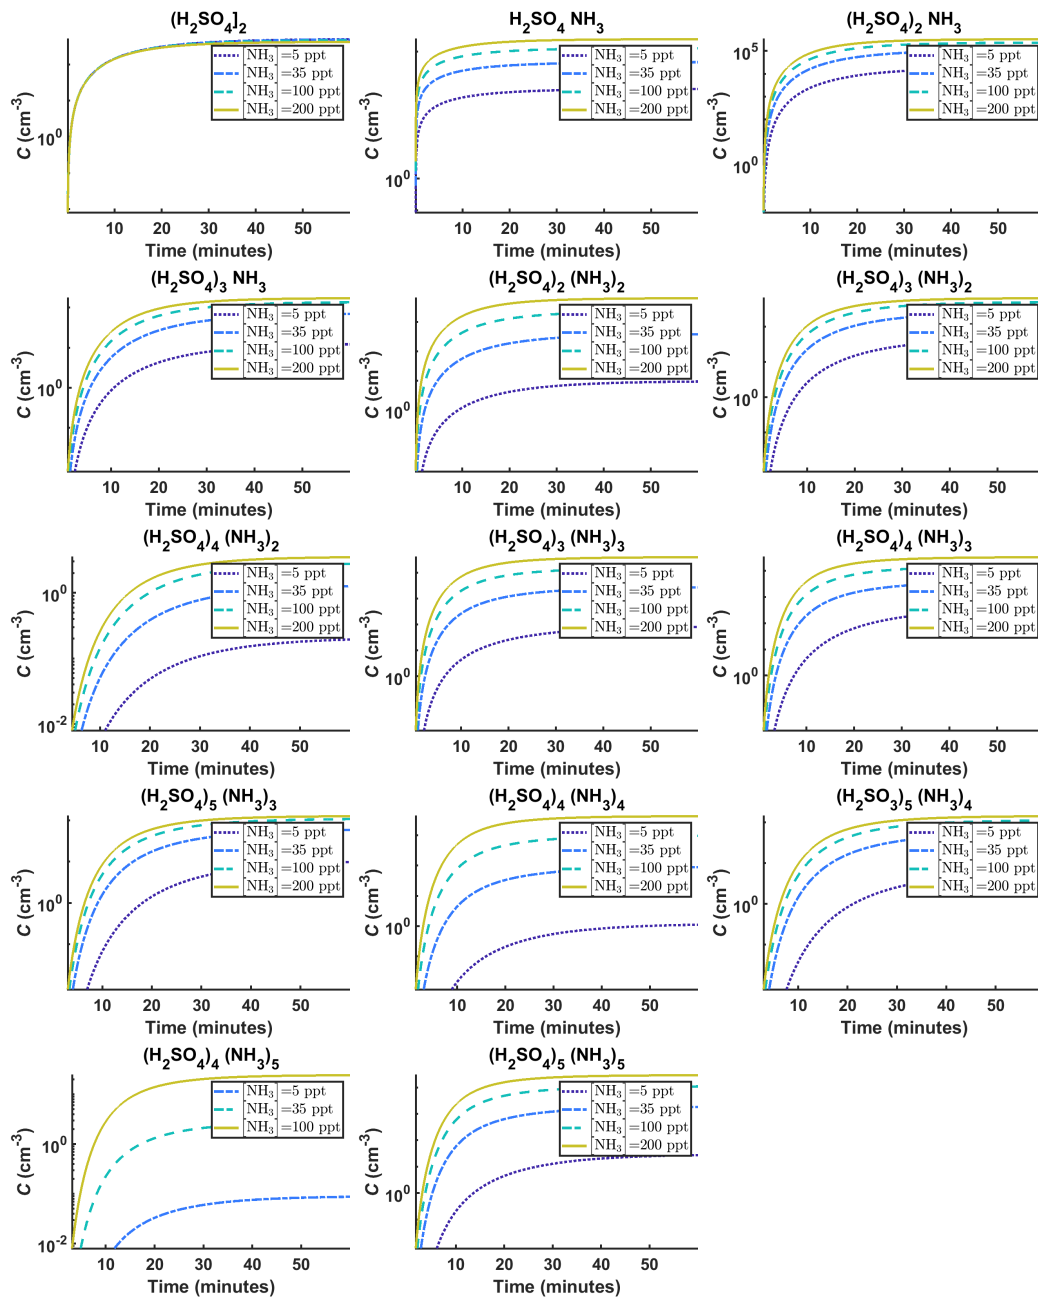 (H2SO4]2
C (cm-3)
10^0
NH3 =5 ppt
NH3 =35 ppt
NH3 =100 ppt
NH3 =200 ppt
10 20 30 40 50
Time (minutes)
H2SO4 NH3
C (cm-3)
10^0
NH3 =5 ppt
NH3 =35 ppt
NH3 =100 ppt
NH3 =200 ppt
10 20 30 40 50
Time (minutes)
(H2SO4)2 NH3
C (cm-3)
10^5
10^0
NH3 =5 ppt
NH3 =35 ppt
NH3 =100 ppt
NH3 =200 ppt
10 20 30 40 50
Time (minutes)
(H2SO4)3 NH3
C (cm-3)
10^0
NH3 =5 ppt
NH3 =35 ppt
NH3 =100 ppt
NH3 =200 ppt
10 20 30 40 50
Time (minutes)
(H2SO4)2 (NH3)2
C (cm-3)
10^0
NH3 =5 ppt
NH3 =35 ppt
NH3 =100 ppt
NH3 =200 ppt
10 20 30 40 50
Time (minutes)
(H2SO4)3 (NH3)2
C (cm-3)
10^0
NH3 =5 ppt
NH3 =35 ppt
NH3 =100 ppt
NH3 =200 ppt
10 20 30 40 50
Time (minutes)
(H2SO4)4 (NH3)2
C (cm-3)
10^0
10^-2
NH3 =5 ppt
NH3 =35 ppt
NH3 =100 ppt
NH3 =200 ppt
10 20 30 40 50
Time (minutes)
(H2SO4)3 (NH3)3
C (cm-3)
10^0
NH3 =5 ppt
NH3 =35 ppt
NH3 =100 ppt
NH3 =200 ppt
10 20 30 40 50
Time (minutes)
(H2SO4)4 (NH3)3
C (cm-3)
10^0
NH3 =5 ppt
NH3 =35 ppt
NH3 =100 ppt
NH3 =200 ppt
10 20 30 40 50
Time (minutes)
(H2SO4)5 (NH3)3
C (cm-3)
10^0
NH3 =5 ppt
NH3 =35 ppt
NH3 =100 ppt
NH3 =200 ppt
10 20 30 40 50
Time (minutes)
(H2SO4)4 (NH3)4
C (cm-3)
10^0
NH3 =5 ppt
NH3 =35 ppt
NH3 =100 ppt
NH3 =200 ppt
10 20 30 40 50
Time (minutes)
(H2SO3)5 (NH3)4
C (cm-3)
10^0
NH3 =5 ppt
NH3 =35 ppt
NH3 =100 ppt
NH3 =200 ppt
10 20 30 40 50
Time (minutes)
(H2SO4)4 (NH3)5
C (cm-3)
10^0
10^-2
NH3 =5 ppt
NH3 =35 ppt
NH3 =100 ppt
10 20 30 40 50
Time (minutes)
(H2SO4)5 (NH3)5
C (cm-3)
10^0
NH3 =5 ppt
NH3 =35 ppt
NH3 =100 ppt
NH3 =200 ppt
10 20 30 40 50
Time (minutes)